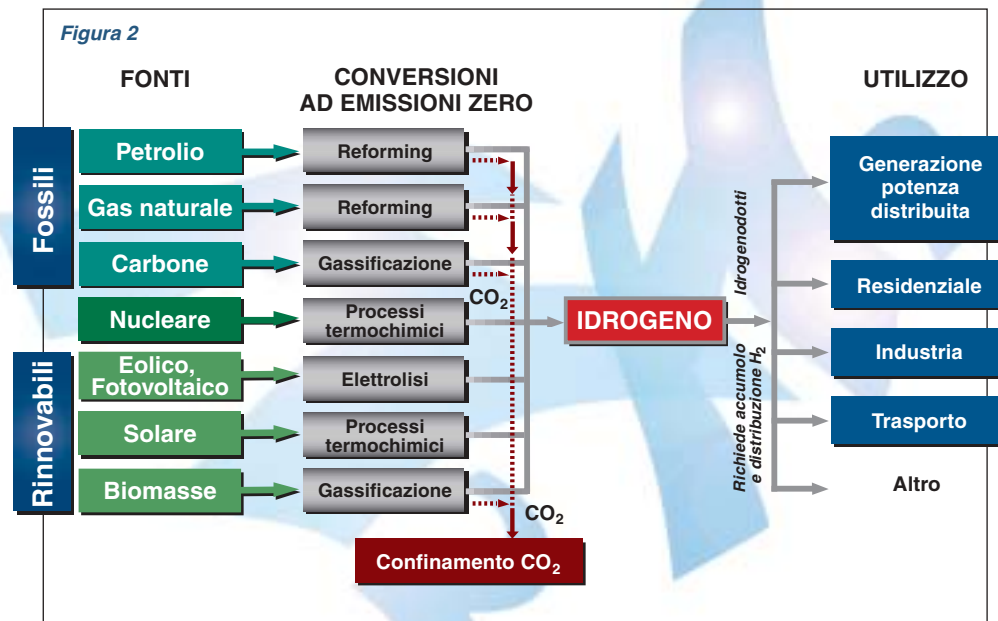 Figura 2
FONTI
CONVERSIONI
AD EMISSIONI ZERO
UTILIZZO
Fossili
Petrolio
Reforming
Gas naturale
Reforming
Carbone
Gassificazione
CO2
Nucleare
Processi
termochimici
Rinnovabili
Eolico,
Fotovoltaico
Elettrolisi
Solare
Processi
termochimici
Biomasse
Gassificazione
CO2
Confinamento CO2
IDROGENO
Idrogenodotti
Richiede accumulo
e distribuzione H2
Generazione
potenza
distribuita
Residenziale
Industria
Trasporto
Altro